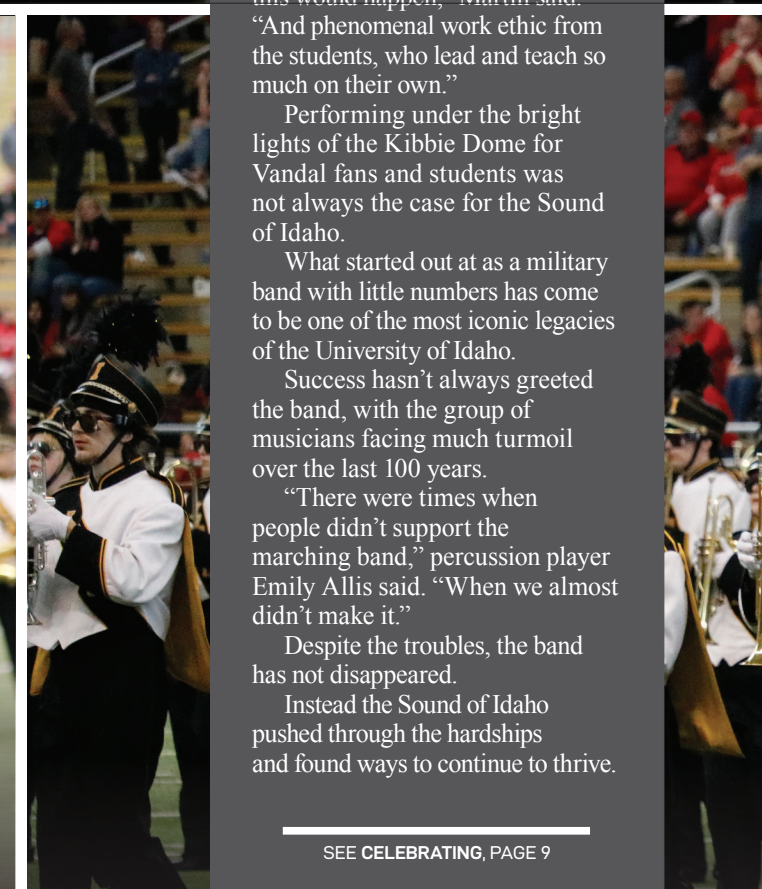 this would happen,” Martin said.
“And phenomenal work ethic from
the students, who lead and teach so
much on their own.”
Performing under the bright
lights of the Kibbie Dome for
Vandal fans and students was
not always the case for the Sound
of Idaho.
What started out at as a military
band with little numbers has come
to be one of the most iconic legacies
of the University of Idaho.
Success hasn’t always greeted
the band, with the group of
musicians facing much turmoil
over the last 100 years.
“There were times when
people didn’t support the
marching band,” percussion player
Emily Allis said. “When we almost
didn’t make it.”
Despite the troubles, the band
has not disappeared.
Instead the Sound of Idaho
pushed through the hardships
and found ways to continue to thrive.
SEE CELEBRATING, PAGE 9